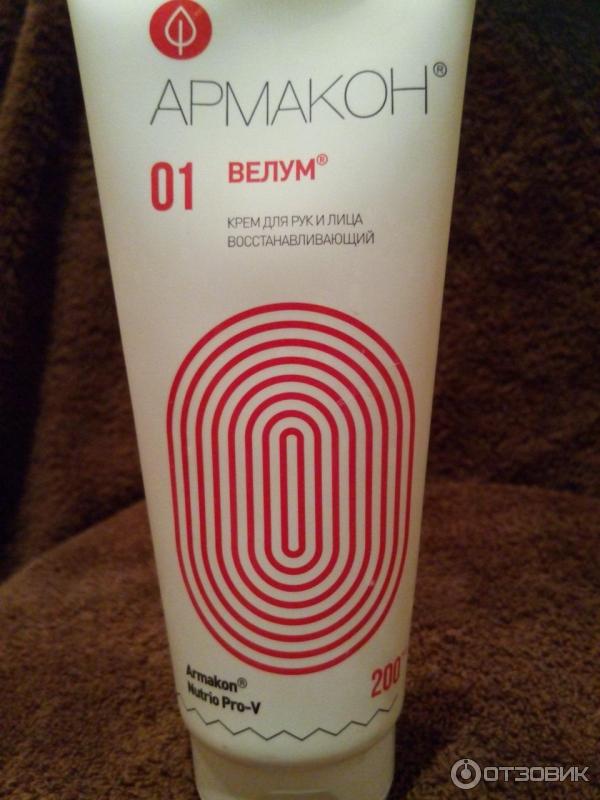 АРМАКОН®
01 ВЕЛУМ®
КРЕМ ДЛЯ РУК И ЛИЦА
ВОССТАНАВЛИВАЮЩИЙ
Armakon®
Nutrio Pro-V
200
ОТЗОВИК